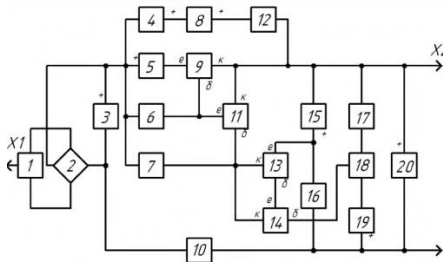 4 + 8 + 12
X2
+ 5 е 9 к
+ 3 б к 15 17
6 е 11 + 20
X1 б +
1 2 7 к 13 18
е б 16
е
к 14 б 19
+
10